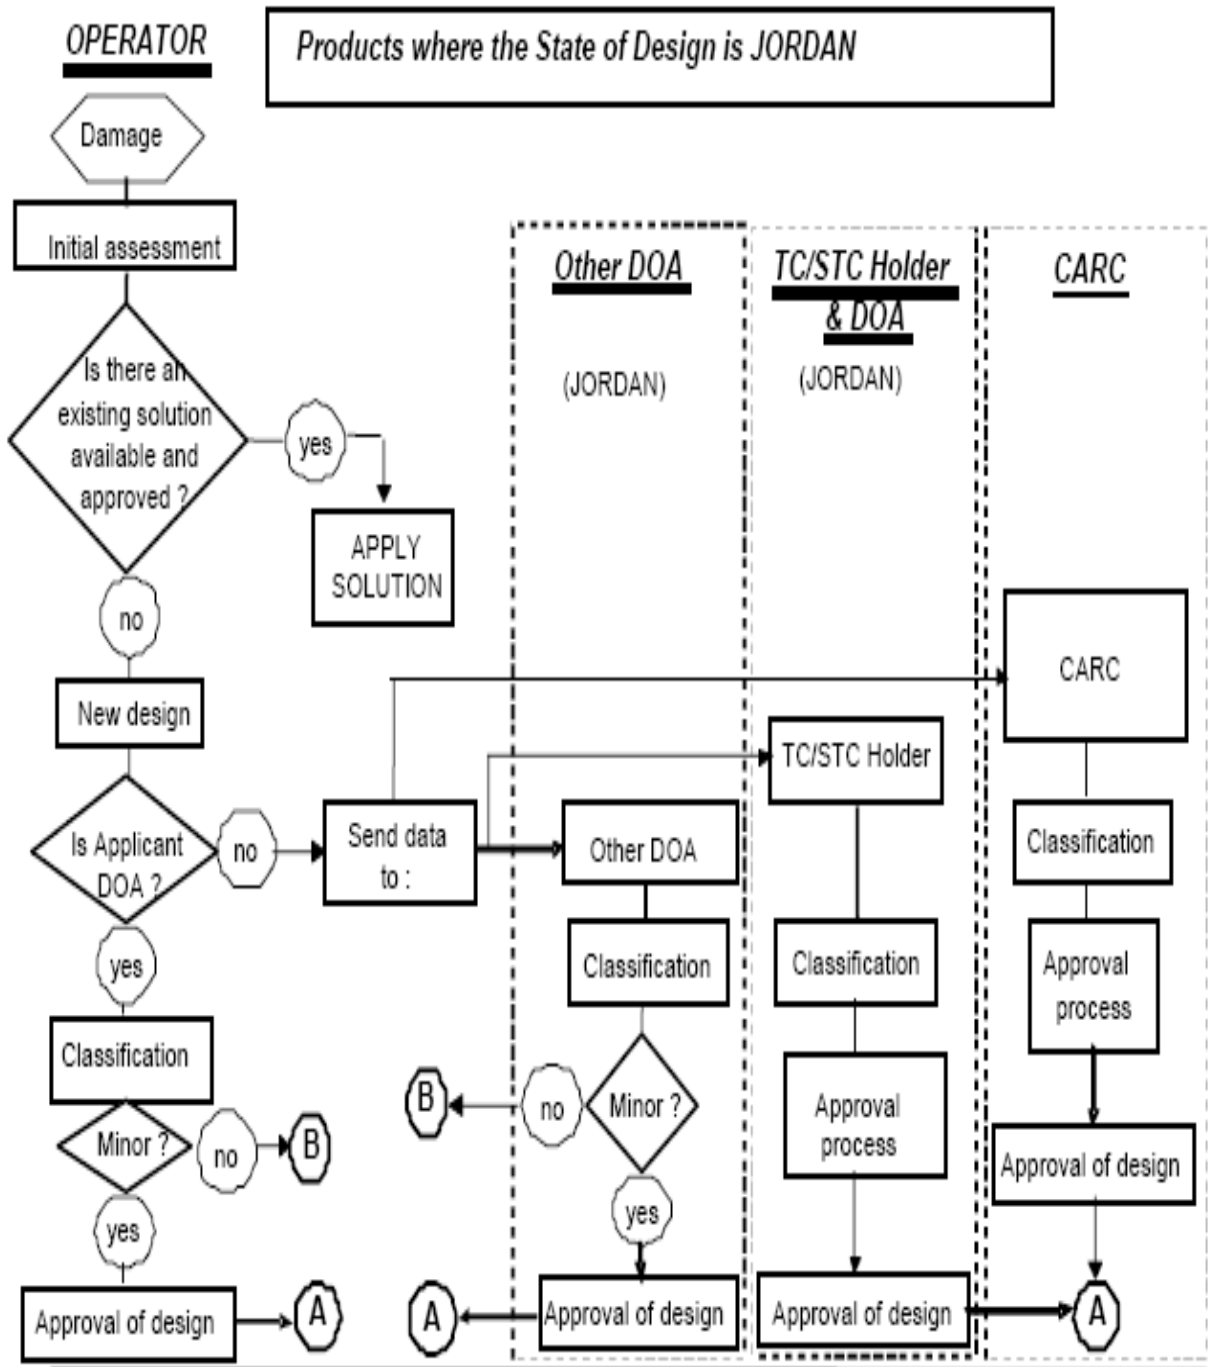 OPERATOR
Products where the State of Design is JORDAN
Damage
Initial assessment
Is there an
existing solution
available and
approved ?
yes
APPLY
SOLUTION
no
New design
Is Applicant
DOA ?
no
Send data
to :
yes
Classification
Minor ?
no
B
yes
Approval of design
A
Other DOA
(JORDAN)
Other DOA
Classification
Minor ?
no
B
yes
Approval of design
A
TC/STC Holder
& DOA
(JORDAN)
TC/STC Holder
Classification
Approval
process
Approval of design
CARC
CARC
Classification
Approval
process
Approval of design
A